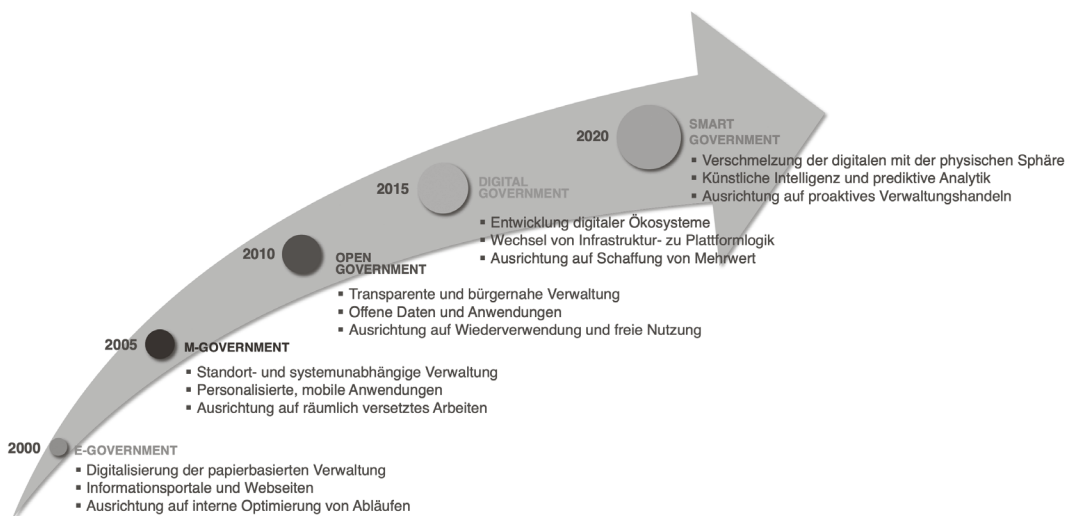 2020
SMART
GOVERNMENT
▪ Verschmelzung der digitalen mit der physischen Sphäre
▪ Künstliche Intelligenz und prediktive Analytik
▪ Ausrichtung auf proaktives Verwaltungshandeln
2015
DIGITAL
GOVERNMENT
▪ Entwicklung digitaler Ökosysteme
▪ Wechsel von Infrastruktur- zu Plattformlogik
▪ Ausrichtung auf Schaffung von Mehrwert
2010
OPEN
GOVERNMENT
▪ Transparente und bürgernahe Verwaltung
▪ Offene Daten und Anwendungen
▪ Ausrichtung auf Wiederverwendung und freie Nutzung
2005
M-GOVERNMENT
▪ Standort- und systemunabhängige Verwaltung
▪ Personalisierte, mobile Anwendungen
▪ Ausrichtung auf räumlich versetztes Arbeiten
2000
E-GOVERNMENT
▪ Digitalisierung der papierbasierten Verwaltung
▪ Informationsportale und Webseiten
▪ Ausrichtung auf interne Optimierung von Abläufen